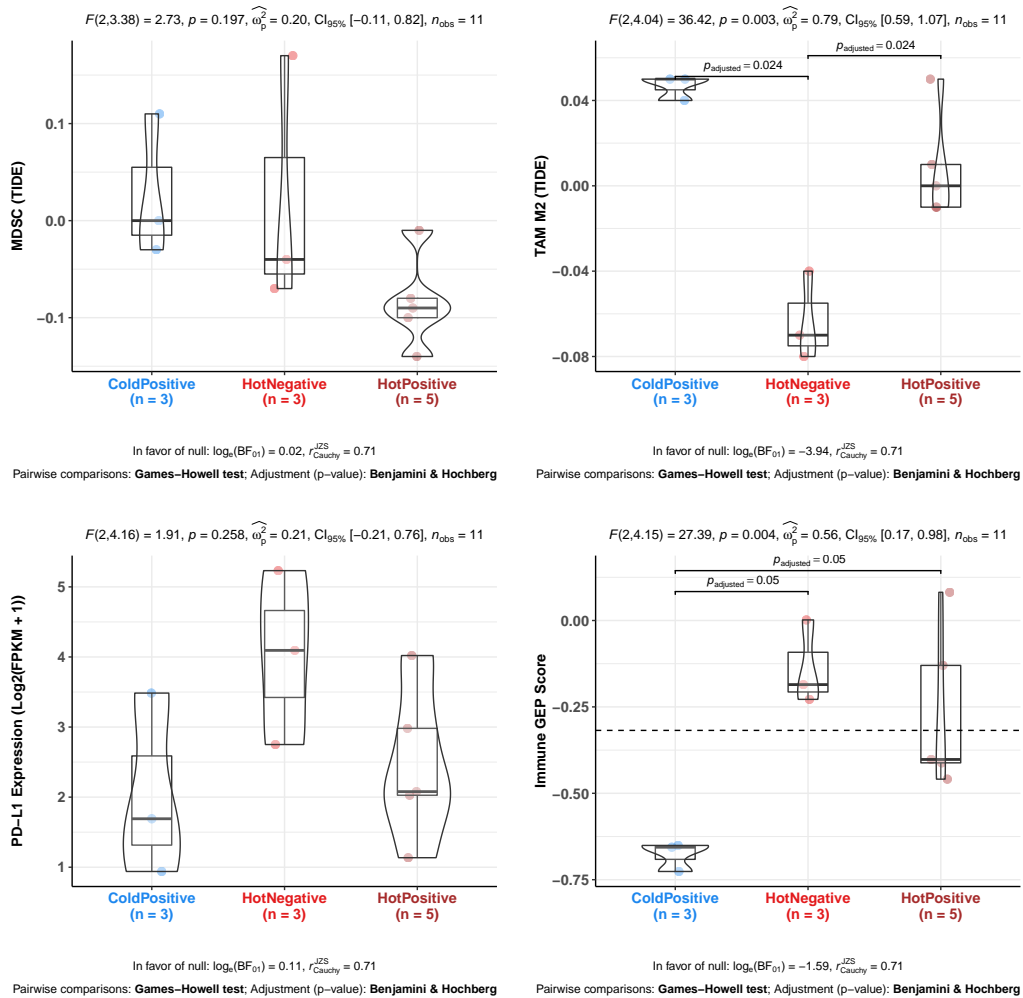 F(2,3.38) = 2.73, p = 0.197, ω̂²ₚ = 0.20, CI₉₅% [−0.11, 0.82], nobs = 11
MDSC (TIDE)
0.1
0.0
−0.1
ColdPositive
(n = 3)
HotNegative
(n = 3)
HotPositive
(n = 5)
In favor of null: logₑ(BF₀₁) = 0.02, r JZS Cauchy = 0.71
Pairwise comparisons: Games−Howell test; Adjustment (p−value): Benjamini & Hochberg
F(2,4.04) = 36.42, p = 0.003, ω̂²ₚ = 0.79, CI₉₅% [0.59, 1.07], nobs = 11
TAM M2 (TIDE)
padjusted = 0.024
padjusted = 0.024
0.04
0.00
−0.04
−0.08
ColdPositive
(n = 3)
HotNegative
(n = 3)
HotPositive
(n = 5)
In favor of null: logₑ(BF₀₁) = −3.94, r JZS Cauchy = 0.71
Pairwise comparisons: Games−Howell test; Adjustment (p−value): Benjamini & Hochberg
F(2,4.16) = 1.91, p = 0.258, ω̂²ₚ = 0.21, CI₉₅% [−0.21, 0.76], nobs = 11
PD−L1 Expression (Log2(FPKM + 1))
5
4
3
2
1
ColdPositive
(n = 3)
HotNegative
(n = 3)
HotPositive
(n = 5)
In favor of null: logₑ(BF₀₁) = 0.11, r JZS Cauchy = 0.71
Pairwise comparisons: Games−Howell test; Adjustment (p−value): Benjamini & Hochberg
F(2,4.15) = 27.39, p = 0.004, ω̂²ₚ = 0.56, CI₉₅% [0.17, 0.98], nobs = 11
Immune GEP Score
padjusted = 0.05
padjusted = 0.05
0.00
−0.25
−0.50
−0.75
ColdPositive
(n = 3)
HotNegative
(n = 3)
HotPositive
(n = 5)
In favor of null: logₑ(BF₀₁) = −1.59, r JZS Cauchy = 0.71
Pairwise comparisons: Games−Howell test; Adjustment (p−value): Benjamini & Hochberg